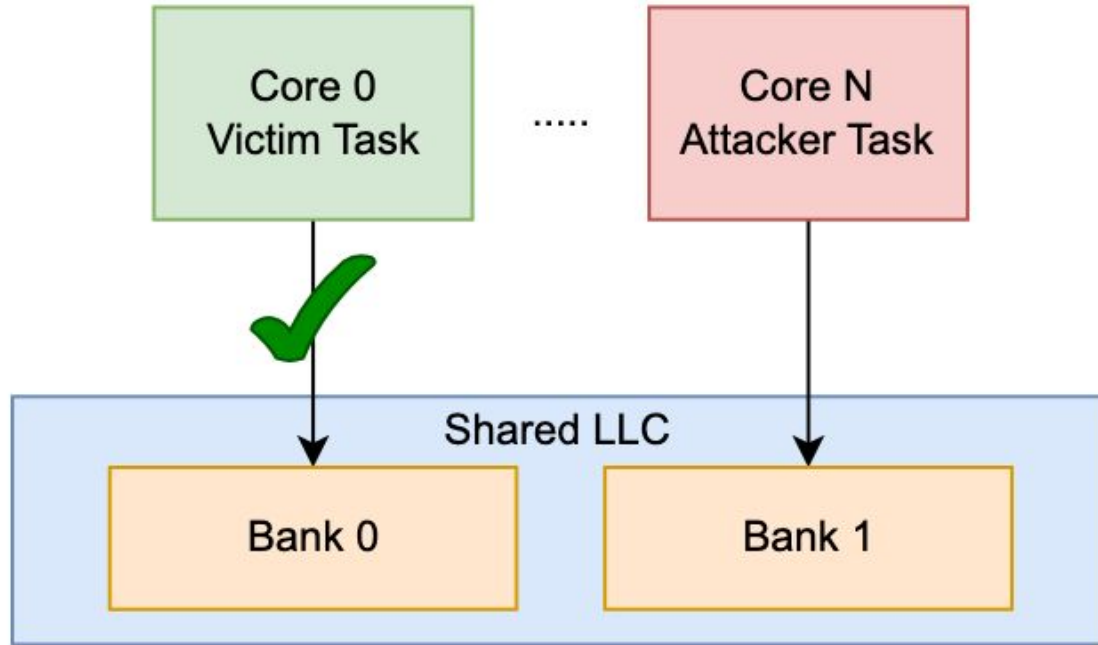 Core 0
Victim Task
.....
Core N
Attacker Task
Shared LLC
Bank 0
Bank 1